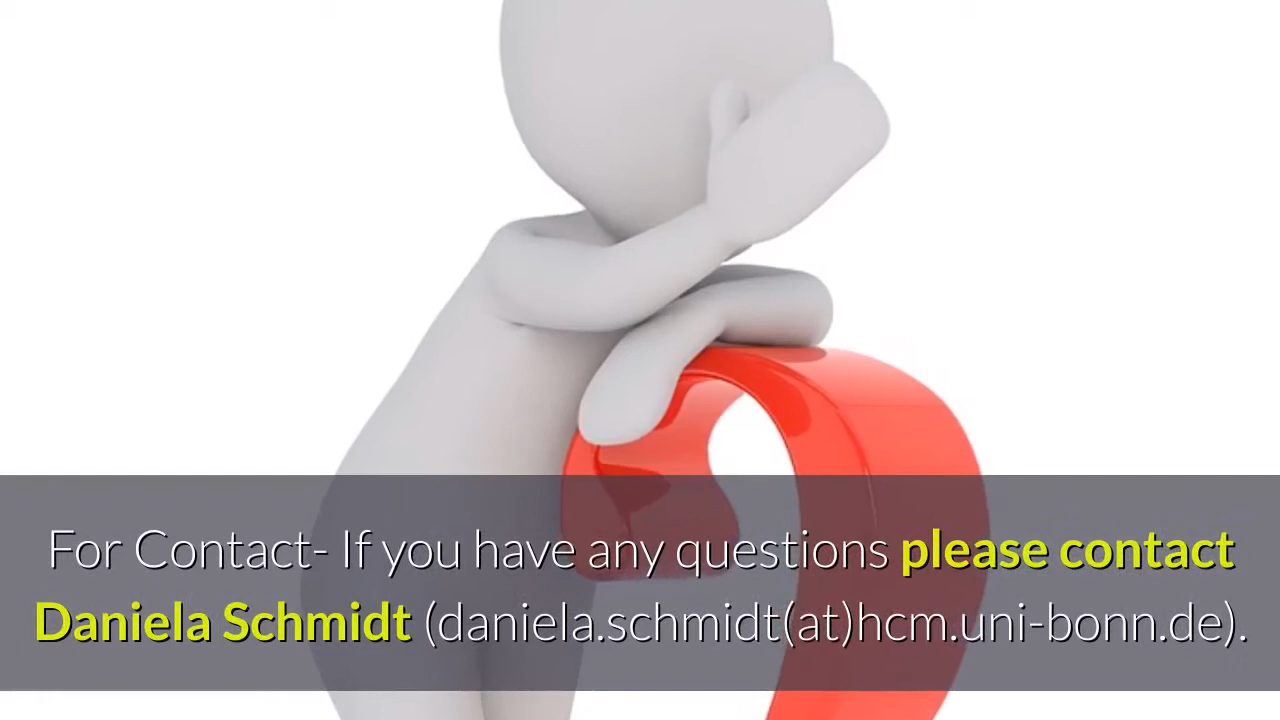 For Contact- If you have any questions please contact
Daniela Schmidt (daniela.schmidt(at)hcm.uni-bonn.de).